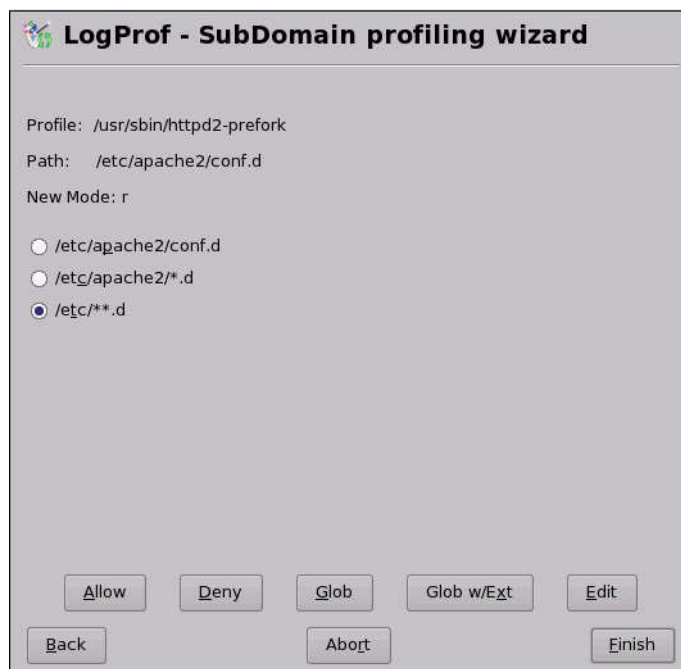 LogProf - SubDomain profiling wizard
Profile: /usr/sbin/httpd2-prefork
Path: /etc/apache2/conf.d
New Mode: r
/etc/apache2/conf.d
/etc/apache2/*.d
/etc/**.d
Allow Deny Glob Glob w/Ext Edit
Back Abort Finish